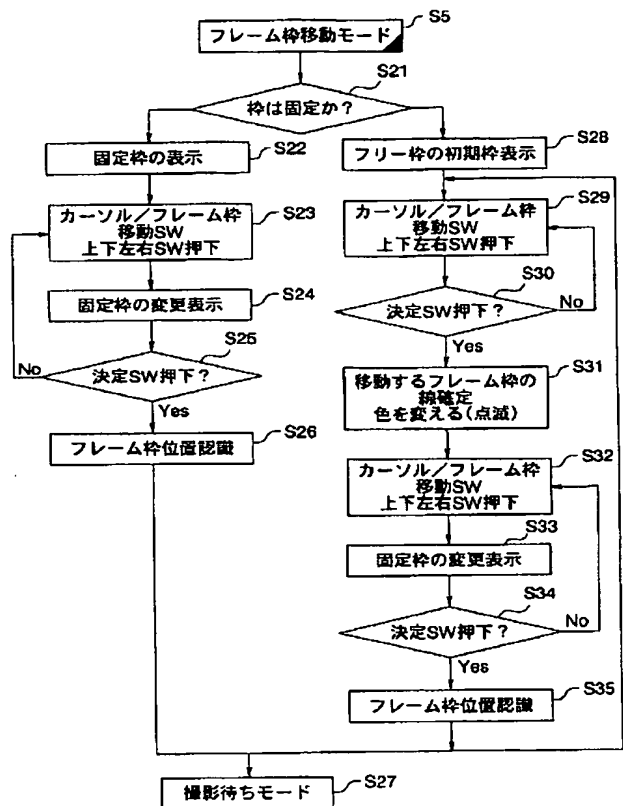 S5
フレーム枠移動モード
S21
枠は固定か?
S22
固定枠の表示
S23
カーソル/フレーム枠
移動SW
上下左右SW押下
S24
固定枠の変更表示
S25
No
決定SW押下?
Yes
S26
フレーム枠位置認識
S28
フリー枠の初期枠表示
S29
カーソル/フレーム枠
移動SW
上下左右SW押下
S30
決定SW押下?
No
Yes
S31
移動するフレーム枠の
線確定
色を変える(点滅)
S32
カーソル/フレーム枠
移動SW
上下左右SW押下
S33
固定枠の変更表示
S34
決定SW押下?
No
Yes
S35
フレーム枠位置認識
S27
撮影待ちモード